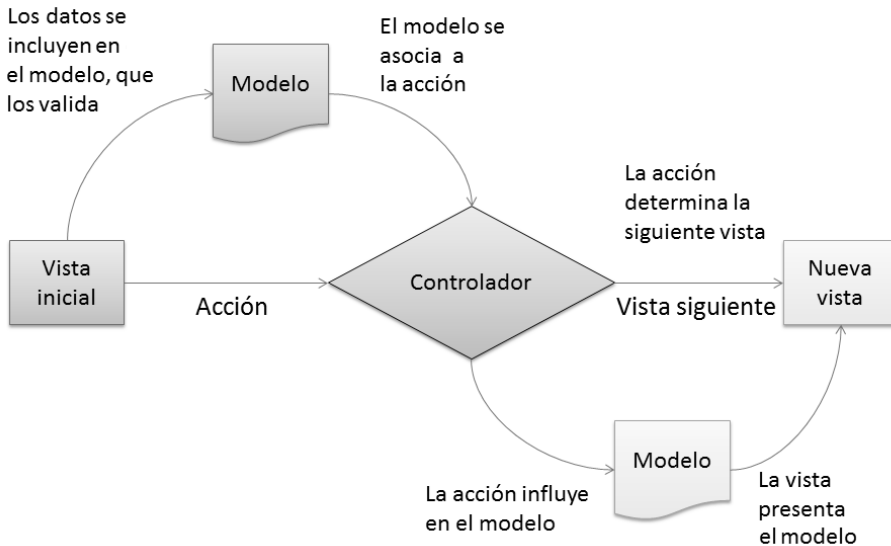 Los datos se
incluyen en
el modelo, que
los valida
Modelo
El modelo se
asocia a
la acción
La acción
determina la
siguiente vista
Vista
inicial
Acción
Controlador
Vista siguiente
Nueva
vista
La acción influye
en el modelo
Modelo
La vista
presenta
el modelo